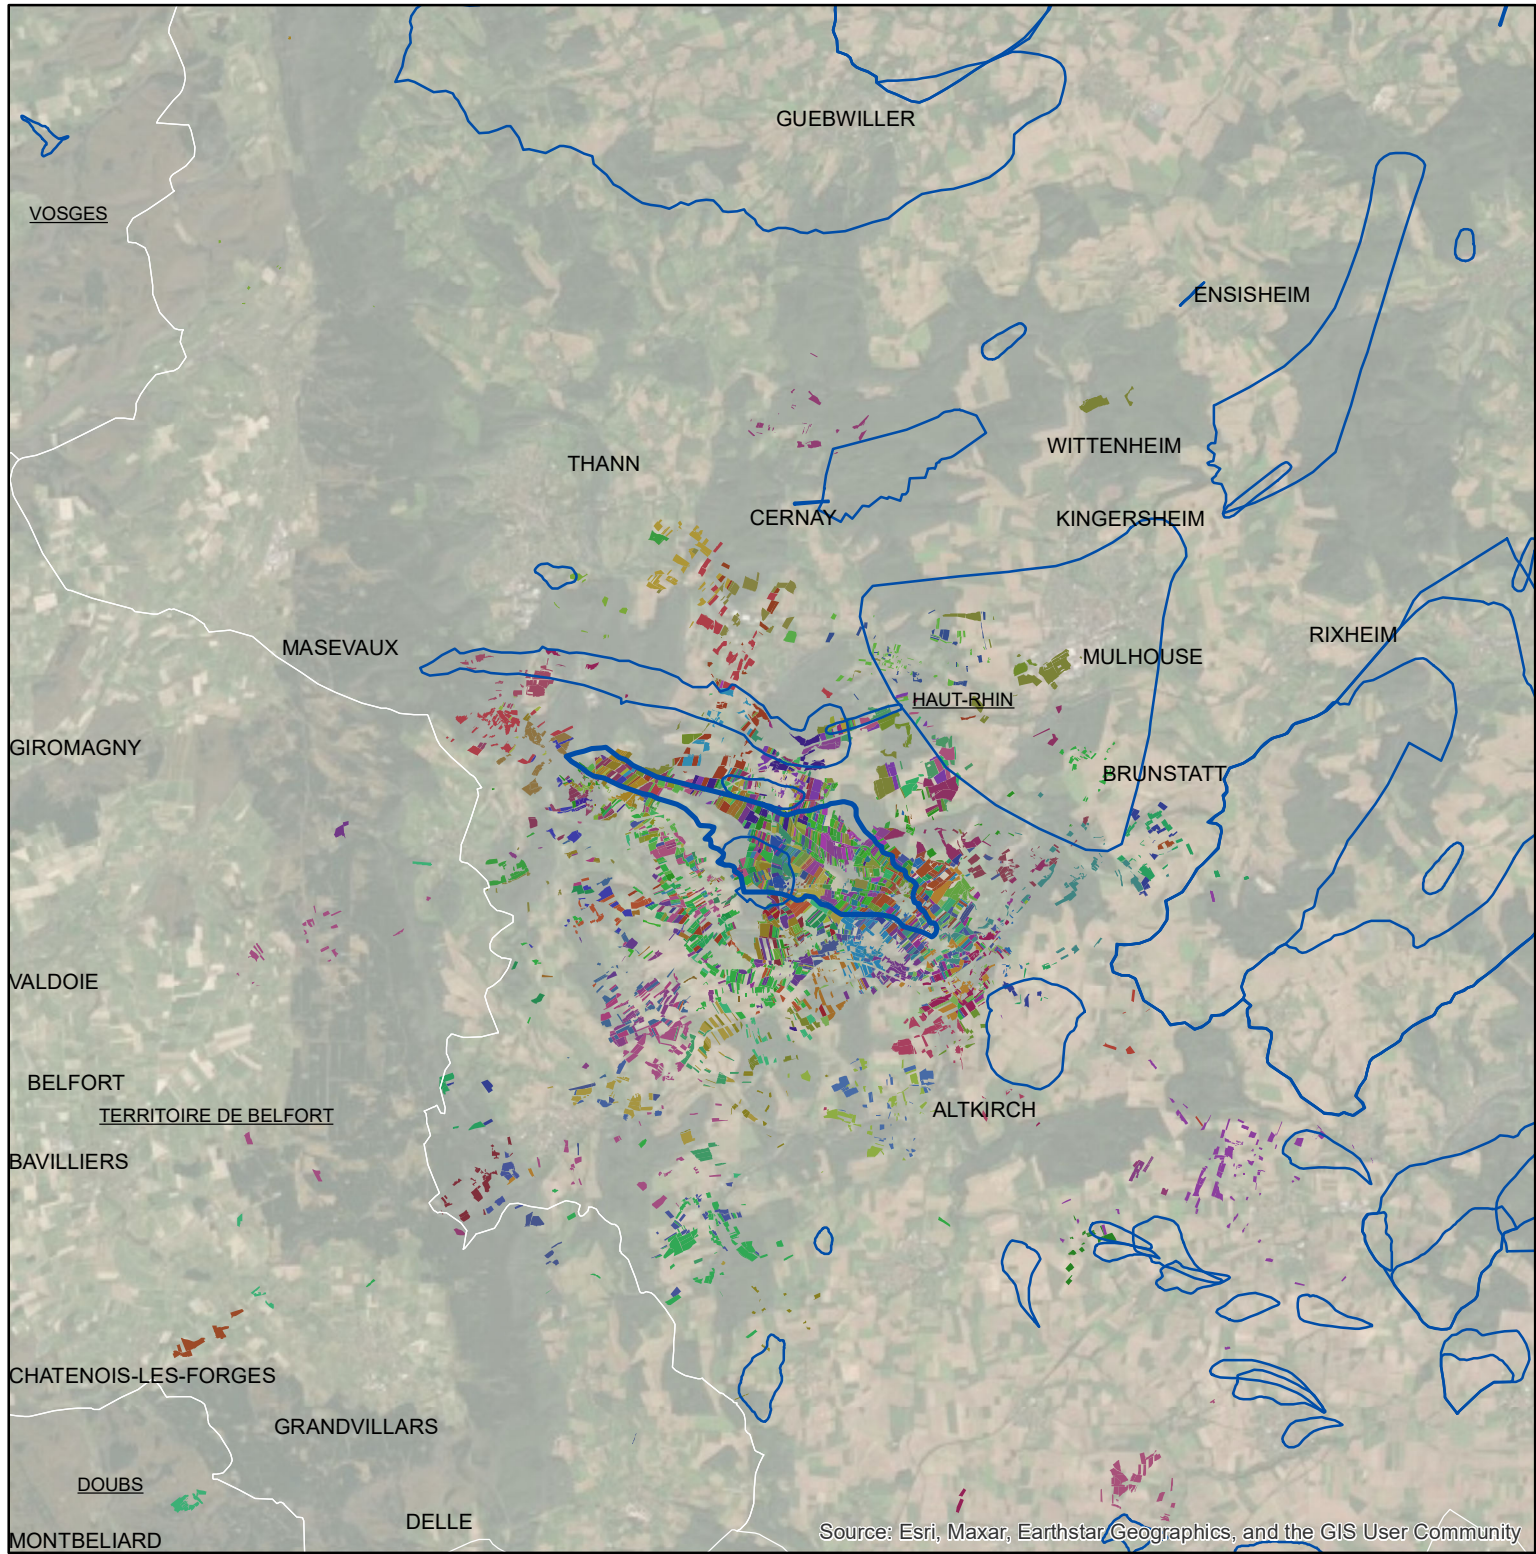 GUEBWILLER
VOSGES
ENSISHEIM
WITTENHEIM
THANN
CERNAY
KINGERSHEIM
RIXHEIM
MASEVAUX
MULHOUSE
HAUT-RHIN
GIROMAGNY
BRUNSTATT
VALDOIE
BELFORT
ALTKIRCH
TERRITOIRE DE BELFORT
BAVILLIERS
CHATENOIS-LES-FORGES
GRANDVILLARS
DOUBS
DELLE
Source: Esri, Maxar, Earthstar Geographics, and the GIS User Community
MONTBELIARD